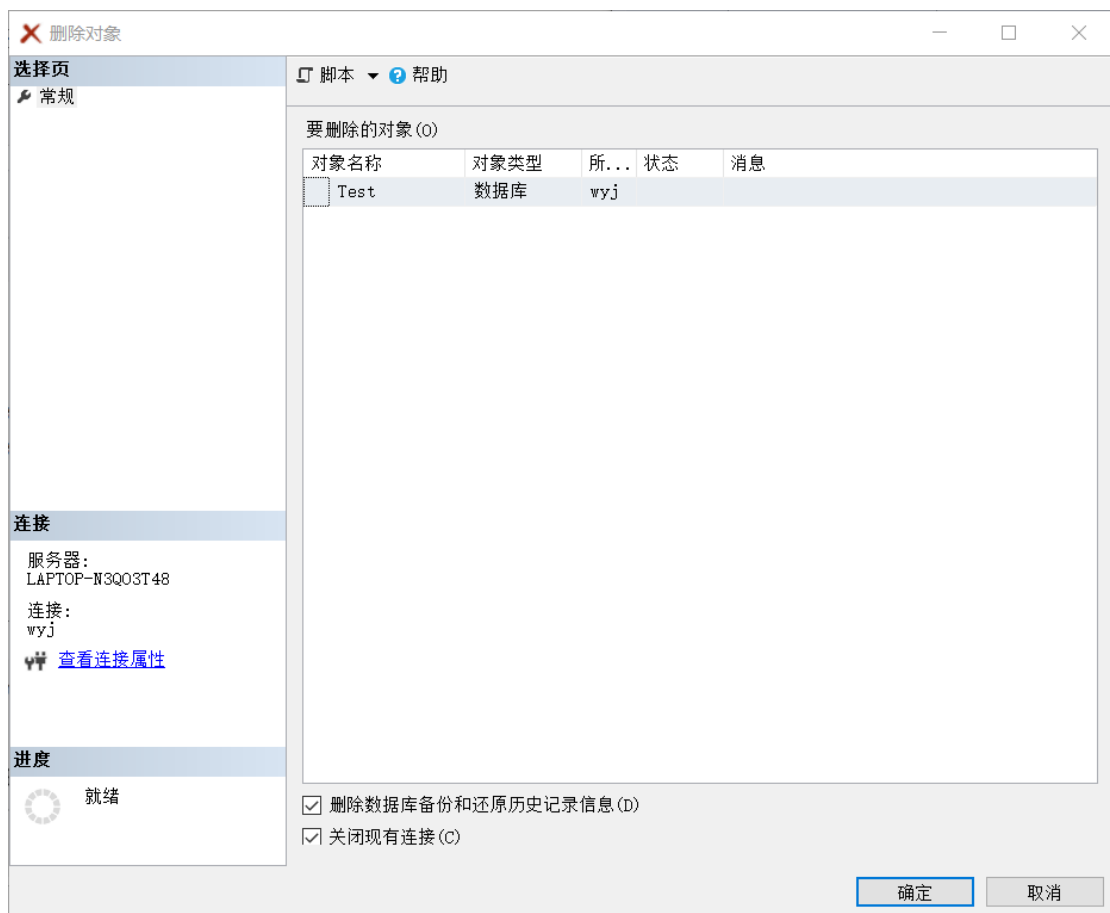 删除对象
选择页
常规
脚本 帮助
要删除的对象(O)
对象名称 对象类型 所... 状态 消息
Test 数据库 wyj
连接
服务器:
LAPTOP-N3QO3T48
连接:
wyj
查看连接属性
进度
就绪
删除数据库备份和还原历史记录信息(D)
关闭现有连接(C)
确定 取消